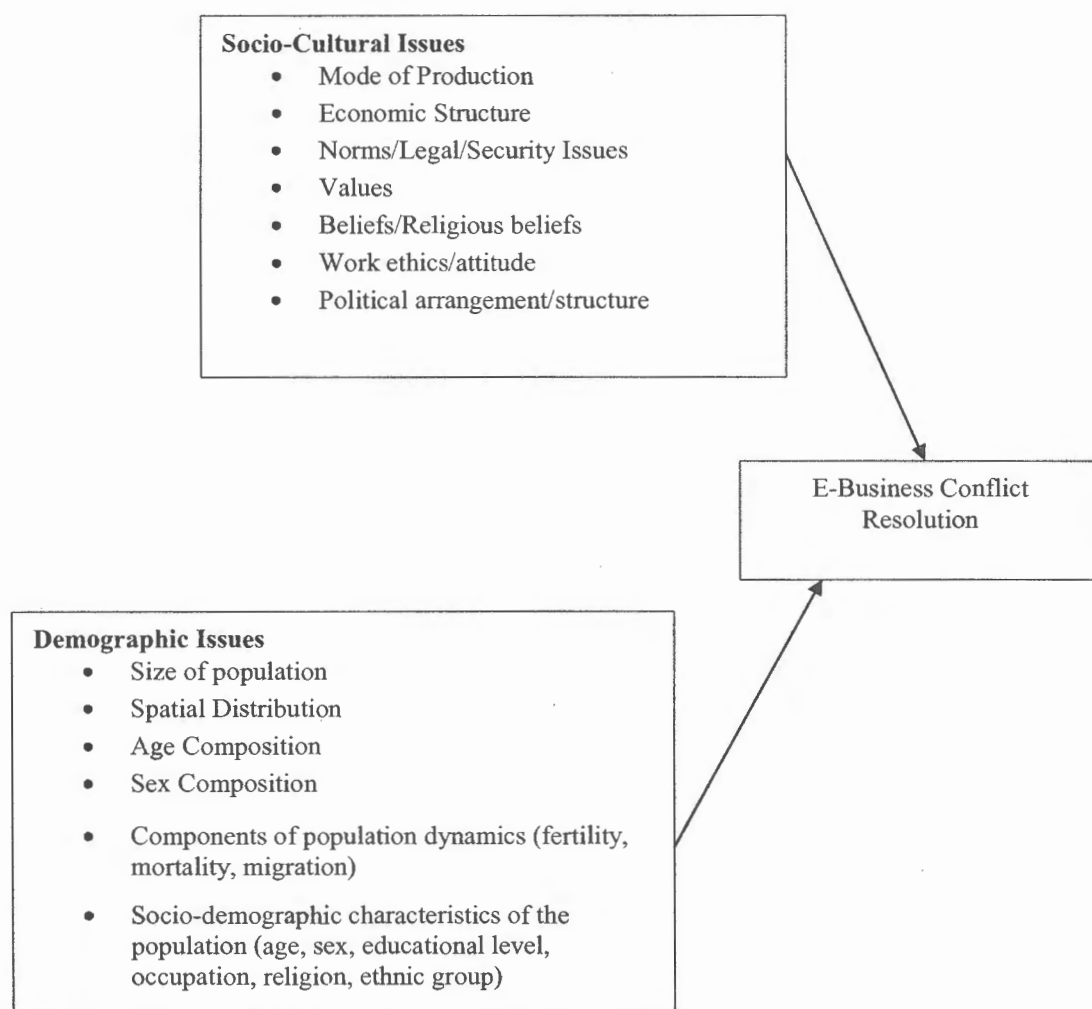 Socio-Cultural Issues
• Mode of Production
• Economic Structure
• Norms/Legal/Security Issues
• Values
• Beliefs/Religious beliefs
• Work ethics/attitude
• Political arrangement/structure
E-Business Conflict
Resolution
Demographic Issues
• Size of population
• Spatial Distribution
• Age Composition
• Sex Composition
• Components of population dynamics (fertility,
mortality, migration)
• Socio-demographic characteristics of the
population (age, sex, educational level,
occupation, religion, ethnic group)